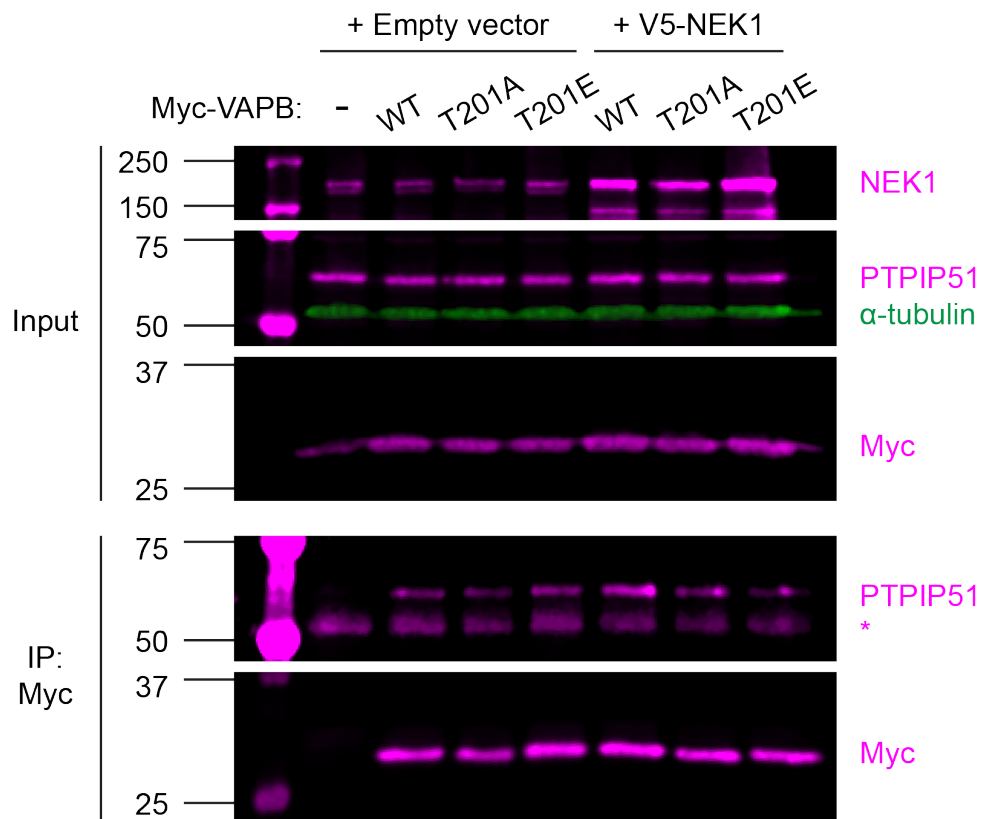 + Empty vector + V5-NEK1
Myc-VAPB: - WT T201A T201E WT T201A T201E
250
NEK1
150
75
PTPIP51
Input
α-tubulin
50
37
Myc
25
75
PTPIP51
*
50
IP:
Myc
37
Myc
25